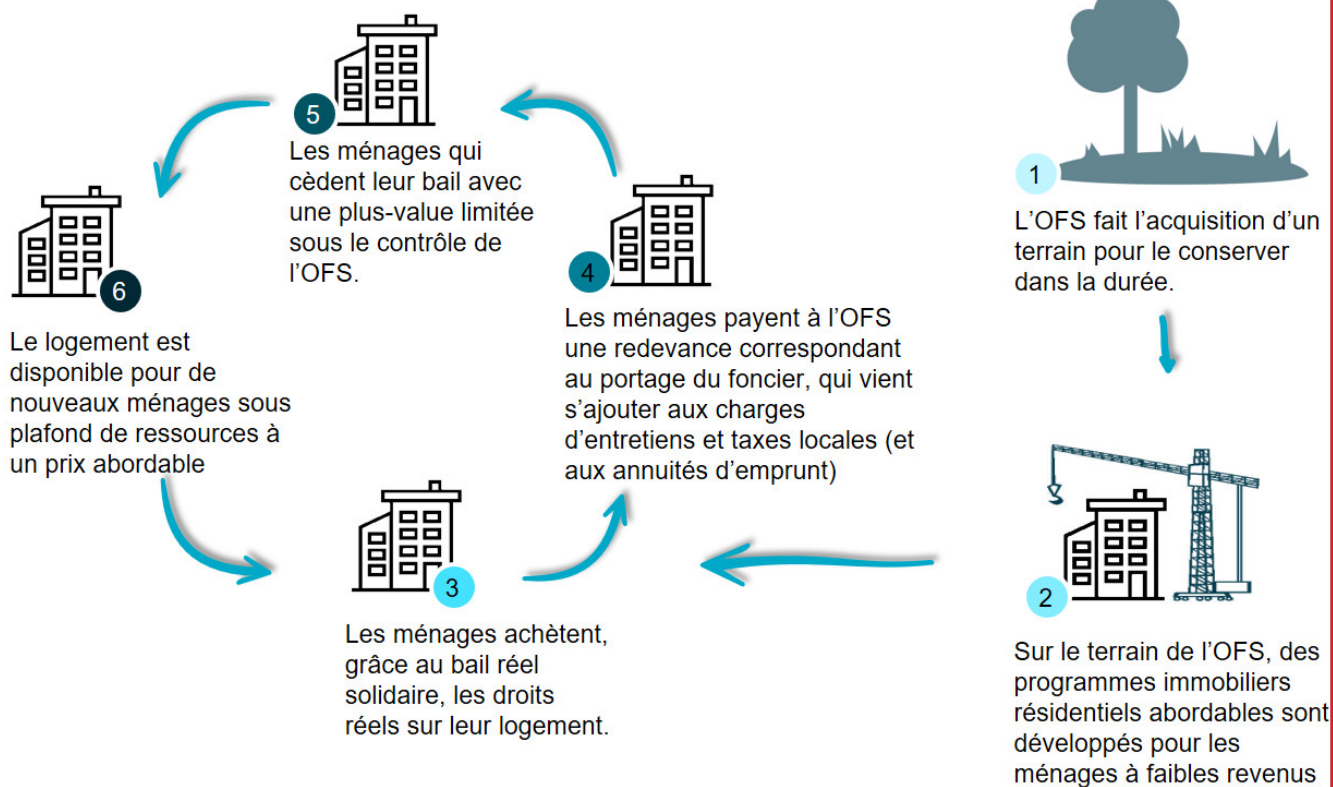 1
L’OFS fait l’acquisition d’un
terrain pour le conserver
dans la durée.
2
Sur le terrain de l’OFS, des
programmes immobiliers
résidentiels abordables sont
développés pour les
ménages à faibles revenus
3
Les ménages achètent,
grâce au bail réel
solidaire, les droits
réels sur leur logement.
4
Les ménages payent à l’OFS
une redevance correspondant
au portage du foncier, qui vient
s’ajouter aux charges
d’entretiens et taxes locales (et
aux annuités d’emprunt)
5
Les ménages qui
cèdent leur bail avec
une plus-value limitée
sous le contrôle de
l’OFS.
6
Le logement est
disponible pour de
nouveaux ménages sous
plafond de ressources à
un prix abordable